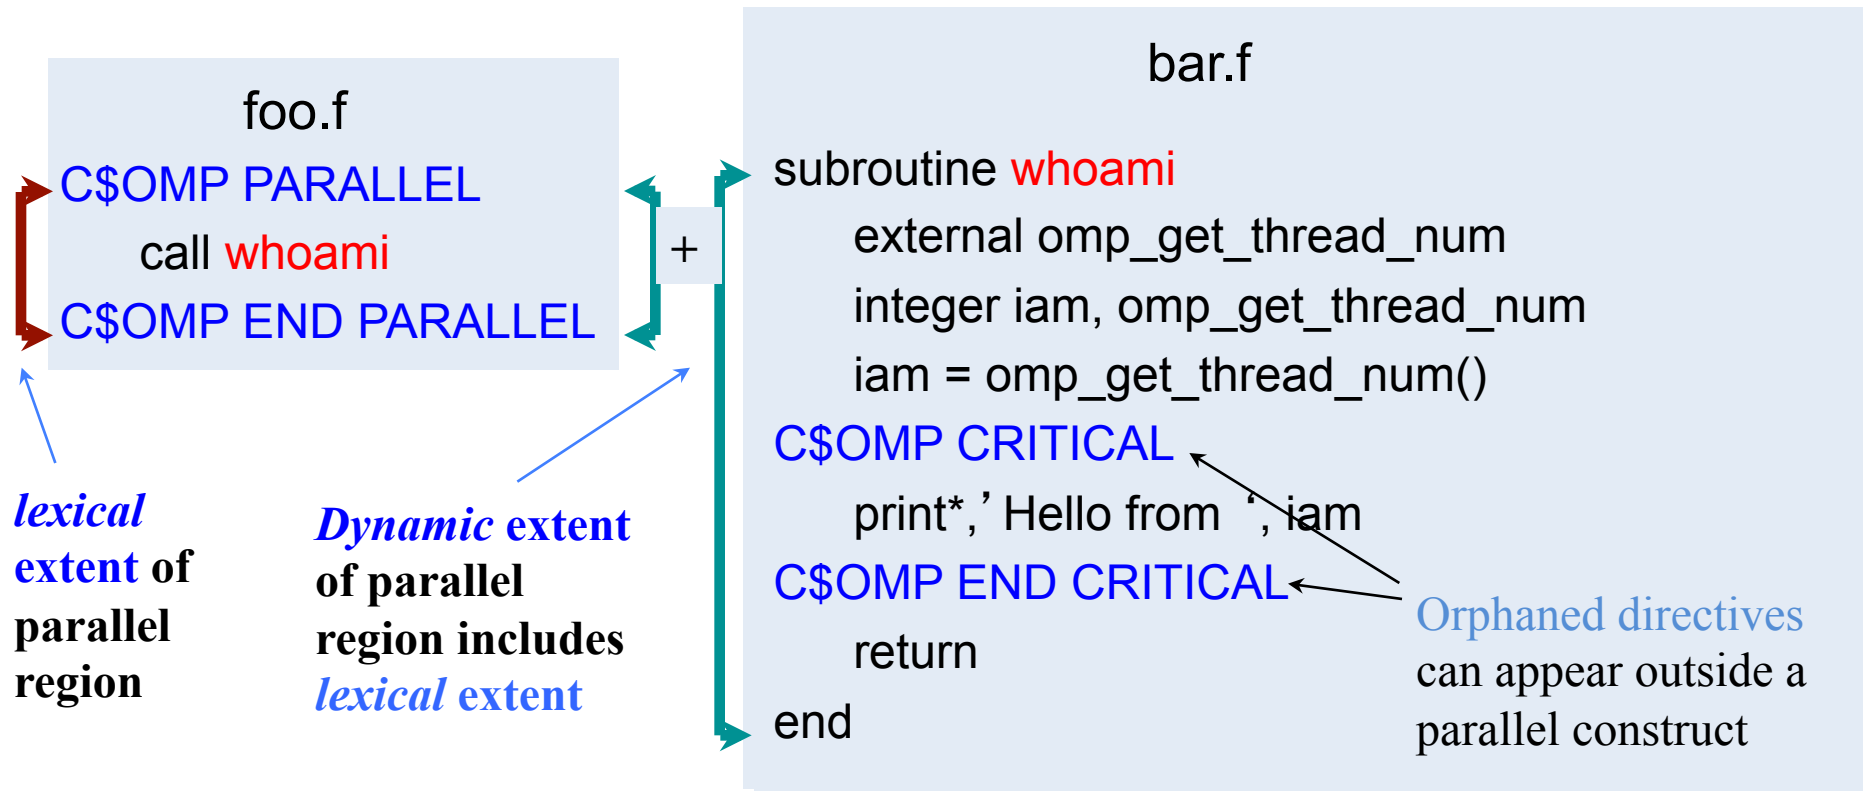 foo.f
C$OMP PARALLEL
call whoami
C$OMP END PARALLEL
+
bar.f
subroutine whoami
external omp_get_thread_num
integer iam, omp_get_thread_num
iam = omp_get_thread_num()
C$OMP CRITICAL
print*,’ Hello from ‘, iam
C$OMP END CRITICAL
return
end
lexical
extent of
parallel
region
Dynamic extent
of parallel
region includes
lexical extent
Orphaned directives
can appear outside a
parallel construct